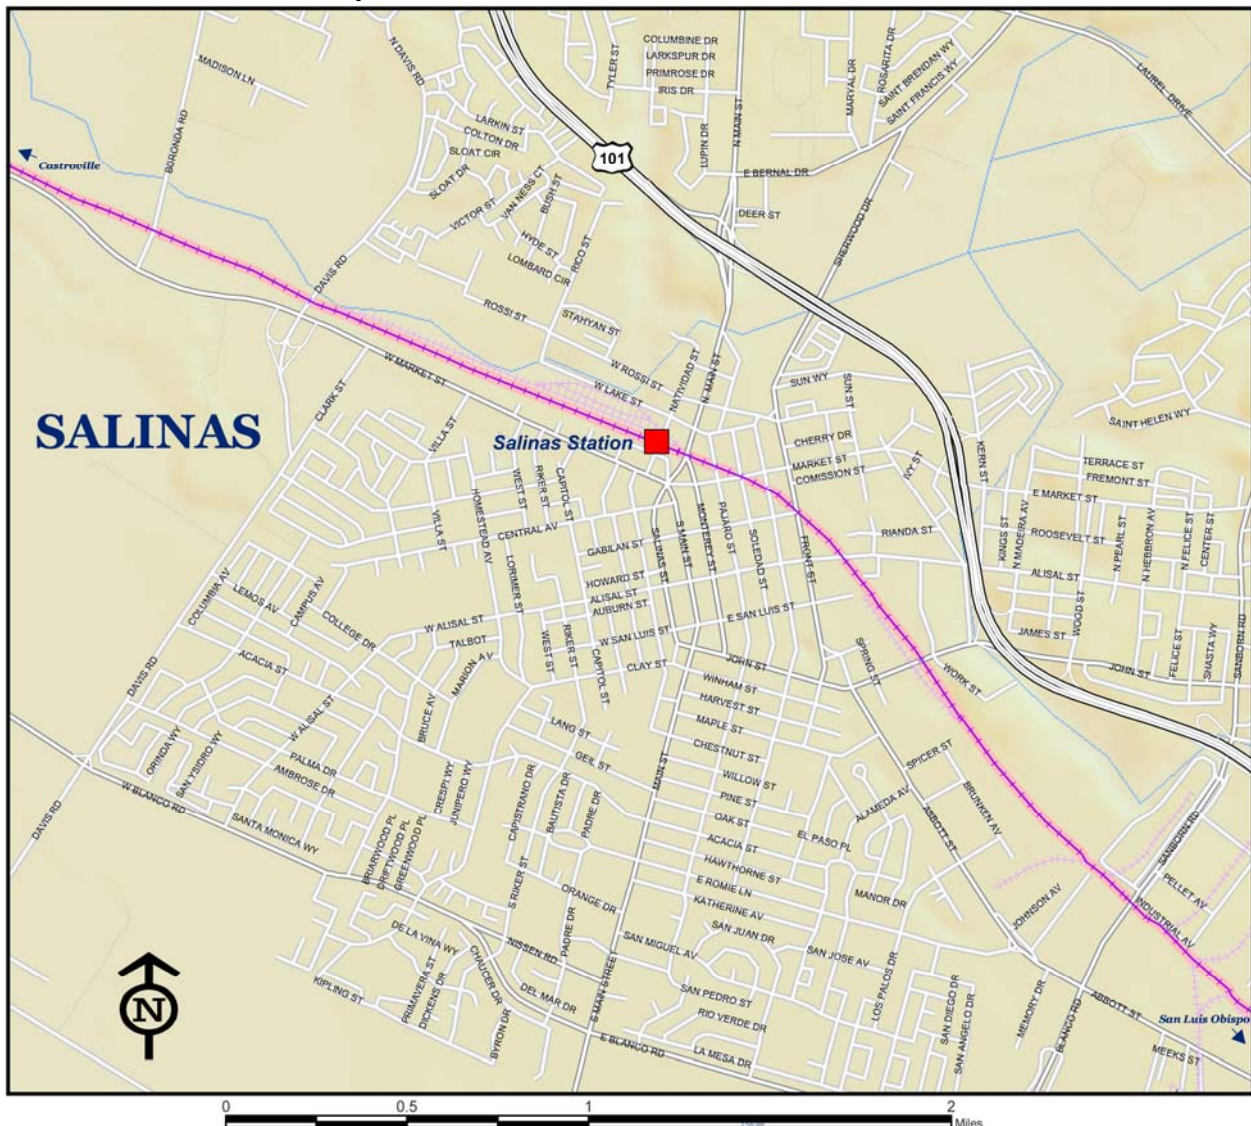 COLUMBINE DR
LARKSPUR DR
PRIMROSE DR
IRIS DR
TYLER ST
N DAVIS RD
MADISON LN
BORONDA RD
Castroville
LARKIN ST
COLTON DR
SLOAT CIR
SLOAT DR
VAN NESS CT
BUSH ST
VICTOR ST
HYDE ST
LOMBARD CIR
RICO ST
101
LUPIN DR
N MAIN ST
MARYAL DR
ROSARITA DR
SAINT BRENDAN WY
SAINT FRANCIS WY
LAUREL DRIVE
E BERNAL DR
DEER ST
SHERWOOD DR
DAVIS RD
ROSSI ST
STAHYAN ST
W ROSSI ST
W LAKE ST
NATIVIDAD ST
N MAIN ST
W MARKET ST
CLARK ST
VILLA ST
SALINAS
Salinas Station
SUN WY
SUN ST
CHERRY DR
MARKET ST
COMISSION ST
IVY ST
KERN ST
SAINT HELEN WY
TERRACE ST
FREMONT ST
E MARKET ST
ROOSEVELT ST
KINGS ST
N MADEIRA AV
N PEARL ST
N HEBBRON AV
N FELICE ST
CENTER ST
RIANDA ST
ALISAL ST
WOOD ST
JAMES ST
JOHN ST
FELICE ST
SHASTA WY
SANBORN RD
WEST ST
RIKER ST
CAPITOL ST
HOMESTEAD AV
VILLA ST
CENTRAL AV
LORIMER ST
GABILAN ST
SALINAS ST
S MAIN ST
MONTEREY ST
PAJARO ST
SOLEDAD ST
FRONT ST
HOWARD ST
ALISAL ST
AUBURN ST
W SAN LUIS ST
E SAN LUIS ST
COLUMBIA AV
LEMOS AV
CAMPUS AV
COLLEGE DR
W ALISAL ST
TALBOT
MARION AV
WEST ST
RIKER ST
CAPITOL ST
CLAY ST
JOHN ST
SPRING ST
WORK ST
ACACIA ST
DAVIS RD
W ALISAL ST
BRUCE AV
ORINDA WY
SAN YSIDRO WY
PALMA DR
AMBROSE DR
CRESPI WY
JUNIPERO WY
LANG ST
GEIL ST
MAIN ST
WINHAM ST
HARVEST ST
MAPLE ST
CHESTNUT ST
WILLOW ST
PINE ST
OAK ST
ACACIA ST
HAWTHORNE ST
E ROMIE LN
KATHERINE AV
EL PASO PL
ALAMEDA AV
SPICER ST
BRUNKEN AV
ABBOTT ST
W BLANCO RD
DAVIS RD
SANTA MONICA WY
BRIARWOOD PL
DRIFTWOOD PL
GREENWOOD PL
CAPISTRANO DR
BAUTISTA DR
PADRE DR
S RIKER ST
ORANGE DR
PADRE DR
NISSEN RD
DE LA VINA WY
CHAUCER DR
KIPLING ST
PRIMAVERA ST
DICKENS DR
BYRON DR
DEL MAR DR
S MAIN STREET
E BLANCO RD
SAN MIGUEL AV
SAN JUAN DR
SAN JOSE AV
MANOR DR
SAN PEDRO ST
RIO VERDE DR
LA MESA DR
LOS PALOS DR
SAN DIEGO DR
SAN ANGELO DR
MEMORY DR
BLANCO RD
JOHNSON AV
SANBORN RD
PELLET AV
INDUSTRIAL AV
ABBOTT ST
MEEKS ST
San Luis Obispo
N
0 0.5 1 2
Miles